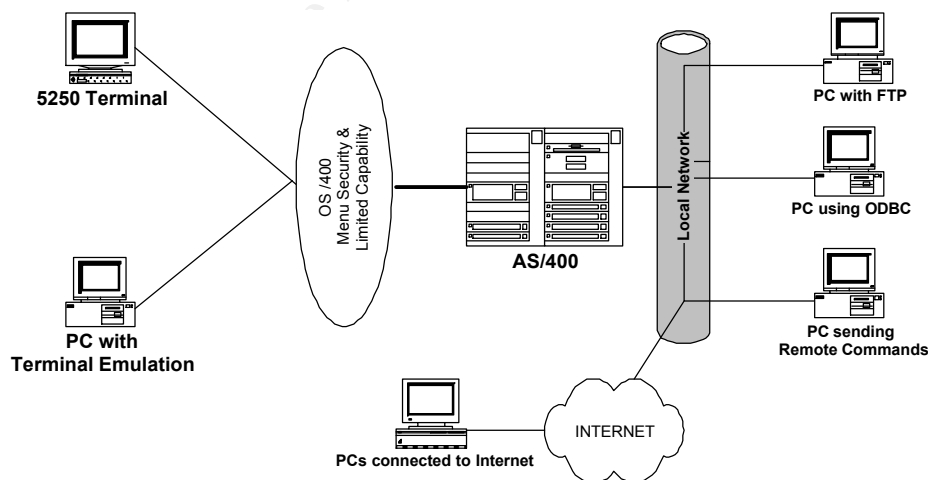 5250 Terminal
PC with
Terminal Emulation
OS /400
Menu Security &
Limited Capability
AS/400
Local Network
PC with FTP
PC using ODBC
PC sending
Remote Commands
INTERNET
PCs connected to Internet